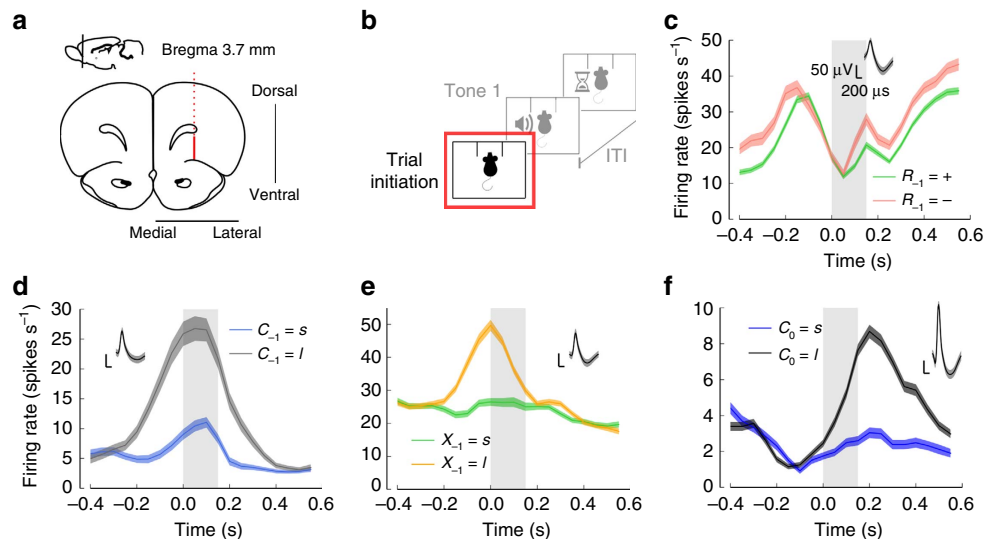 a
Bregma 3.7 mm
Dorsal
Ventral
Medial
Lateral
b
Tone 1
Trial
initiation
ITI
c
Firing rate (spikes s⁻¹)
50
40
30
20
10
0
50 μV
200 μs
R₋₁ = +
R₋₁ = −
−0.4 −0.2 0.0 0.2 0.4 0.6
Time (s)
d
Firing rate (spikes s⁻¹)
30
25
20
15
10
5
0
C₋₁ = s
C₋₁ = l
−0.4 −0.2 0.0 0.2 0.4 0.6
Time (s)
e
50
40
30
20
10
0
X₋₁ = s
X₋₁ = l
−0.4 −0.2 0.0 0.2 0.4 0.6
Time (s)
f
10
8
6
4
2
0
C₀ = s
C₀ = l
−0.4 −0.2 0.0 0.2 0.4 0.6
Time (s)